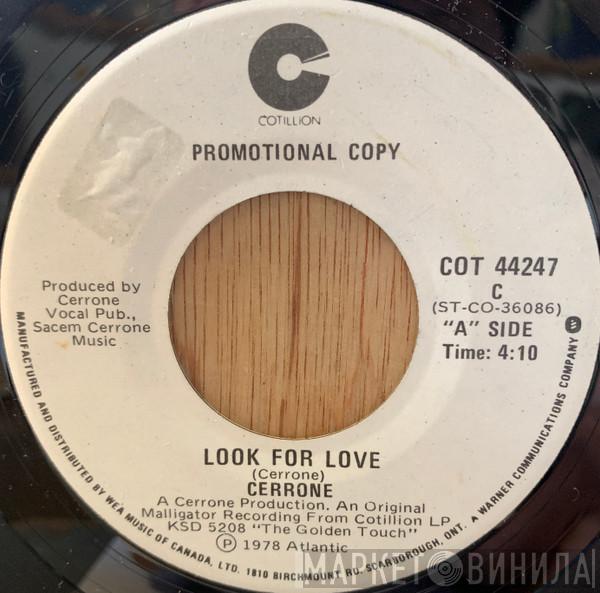 COTILLION
PROMOTIONAL COPY
Produced by
Cerrone
Vocal Pub.,
Sacem Cerrone
Music
COT 44247
C
(ST-CO-36086)
"A" SIDE
Time: 4:10
LOOK FOR LOVE
(Cerrone)
CERRONE
A Cerrone Production. An Original
Malligator Recording From Cotillion LP
KSD 5208 "The Golden Touch"
Ⓟ 1978 Atlantic
MANUFACTURED AND DISTRIBUTED BY WEA MUSIC OF CANADA, LTD. 1810 BIRCHMOUNT RD. SCARBOROUGH, ONT. A WARNER COMMUNICATIONS COMPANY
МАРКЕТ ВИНИЛА